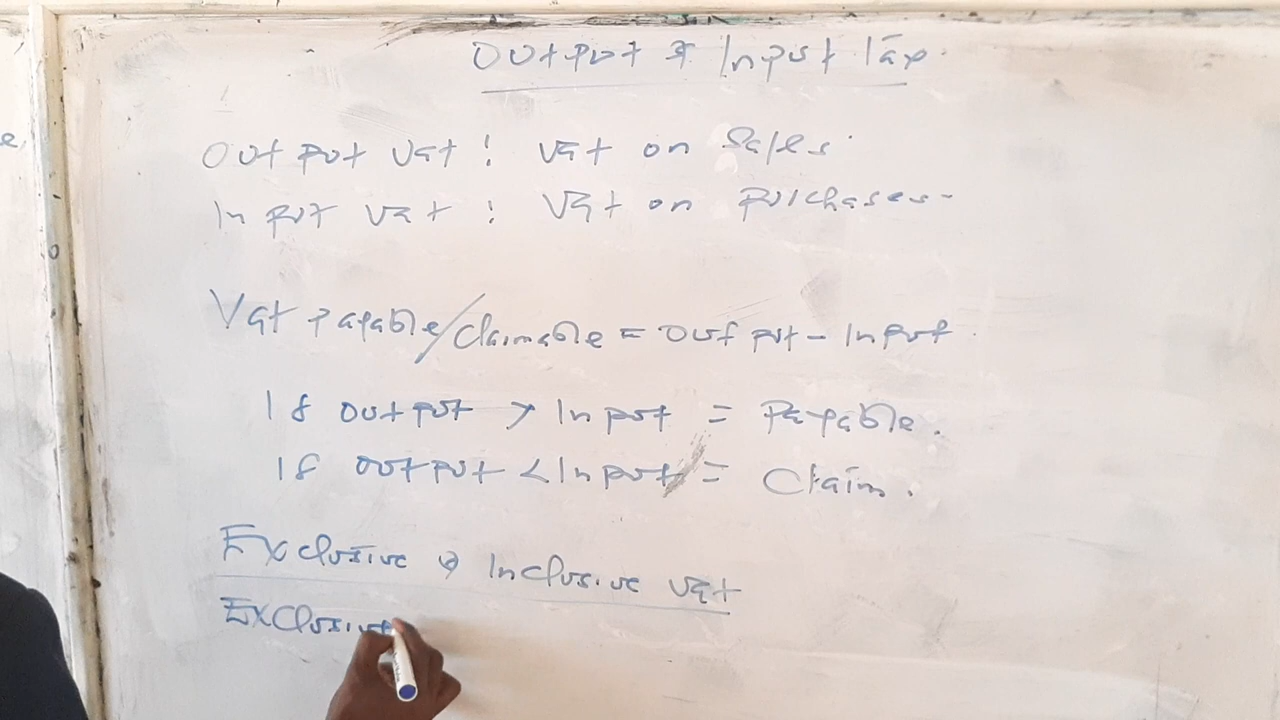 Output & Input Tax
Output Vat : Vat on Sales
Input Vat : Vat on purchases
Vat payable/Claimable = Output - Input
If Output > Input = Payable.
If Output < Input = Claim.
Exclusive & Inclusive Vat
Exclusive